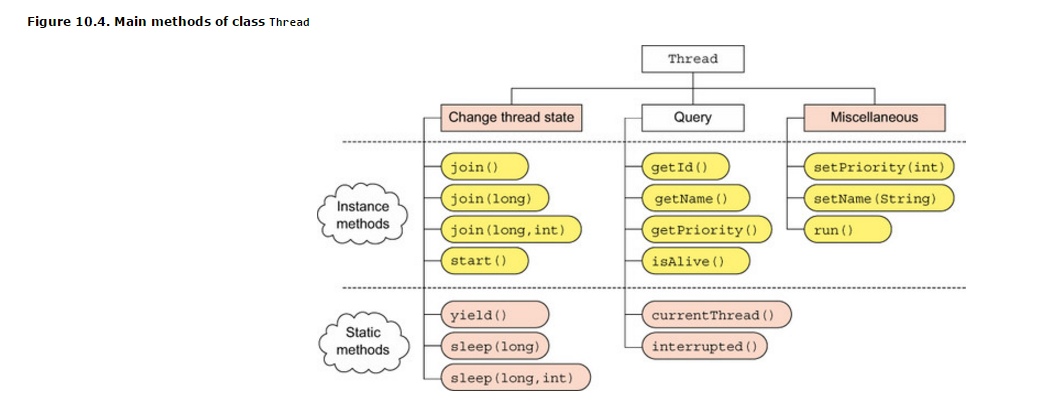 Figure 10.4. Main methods of class Thread
Thread
Change thread state
Query
Miscellaneous
Instance
methods
join()
join(long)
join(long,int)
start()
getId()
getName()
getPriority()
isAlive()
setPriority(int)
setName(String)
run()
Static
methods
yield()
sleep(long)
sleep(long,int)
currentThread()
interrupted()